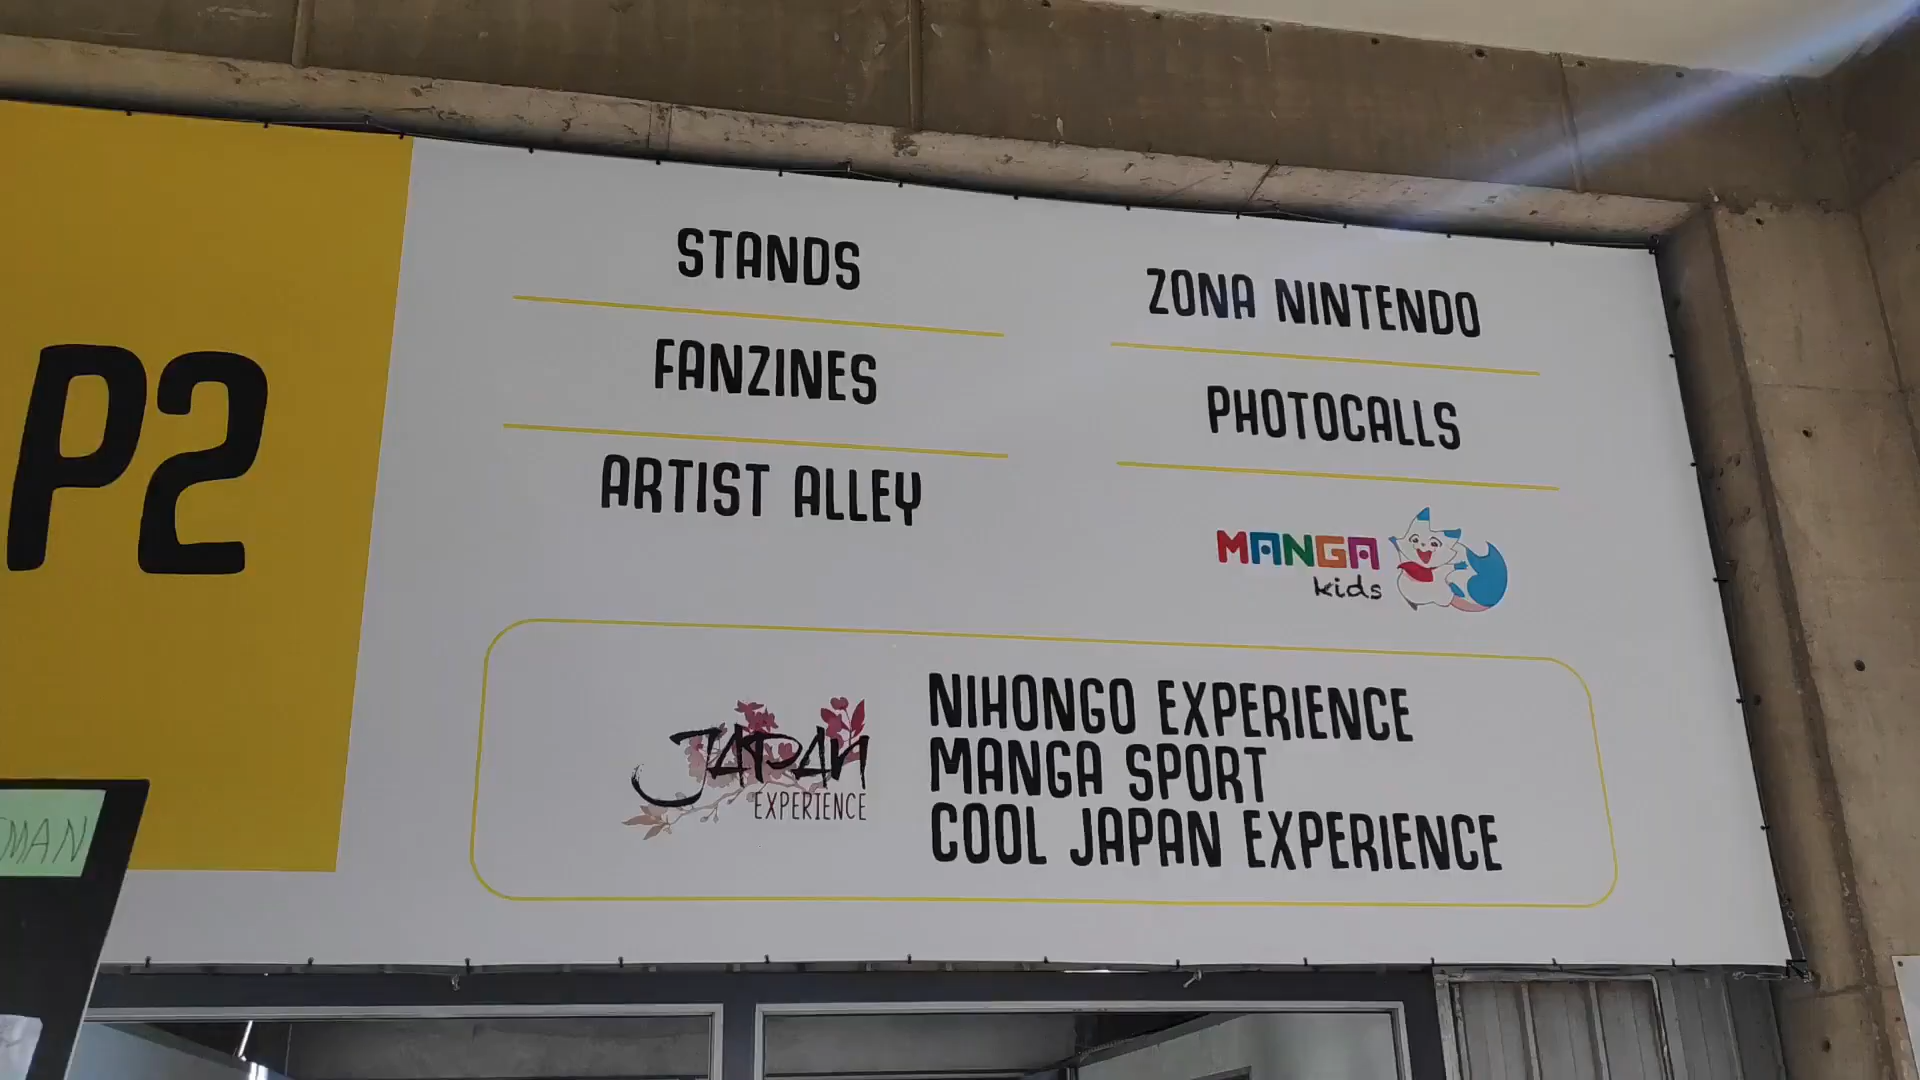 P2
STANDS
FANZINES
ARTIST ALLEY
ZONA NINTENDO
PHOTOCALLS
MANGA
kids
JAPAN
EXPERIENCE
NIHONGO EXPERIENCE
MANGA SPORT
COOL JAPAN EXPERIENCE